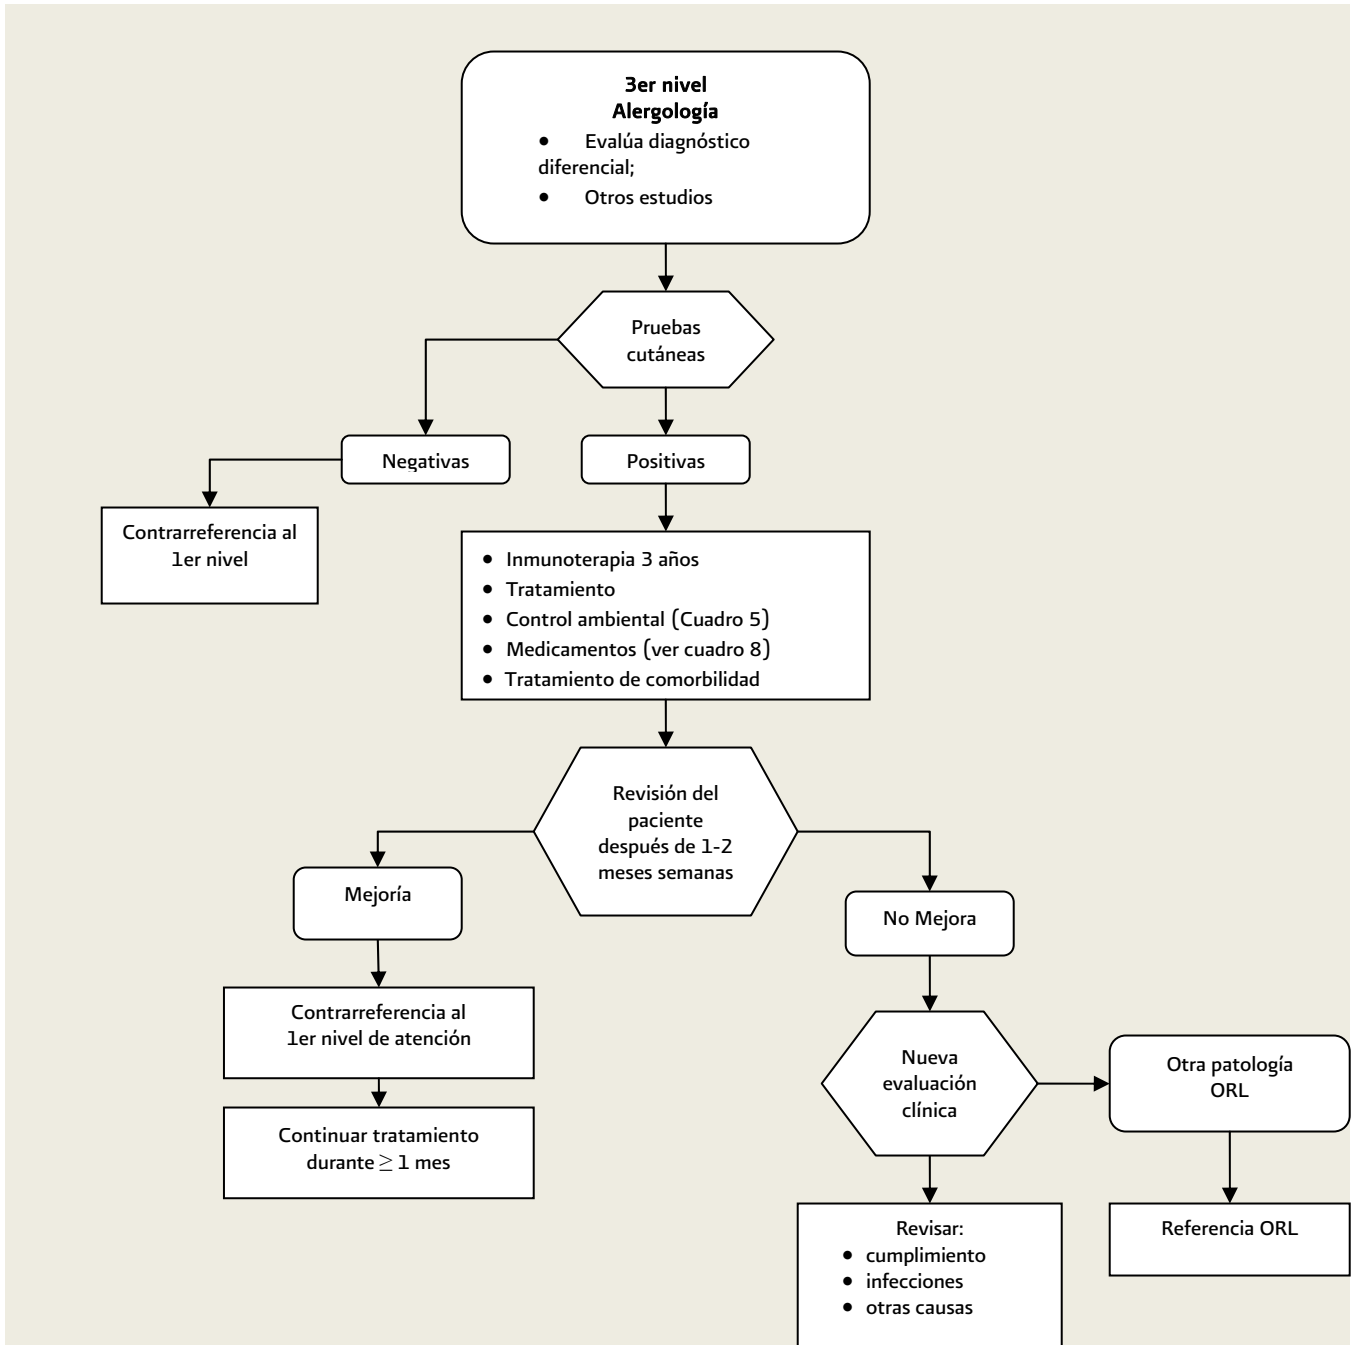 3er nivel
Alergología
• Evalúa diagnóstico
diferencial;
• Otros estudios
Pruebas
cutáneas
Negativas
Positivas
Contrarreferencia al
1er nivel
• Inmunoterapia 3 años
• Tratamiento
• Control ambiental (Cuadro 5)
• Medicamentos (ver cuadro 8)
• Tratamiento de comorbilidad
Revisión del
paciente
después de 1-2
meses semanas
Mejoría
No Mejora
Contrarreferencia al
1er nivel de atención
Continuar tratamiento
durante ≥ 1 mes
Nueva
evaluación
clínica
Otra patología
ORL
Referencia ORL
Revisar:
• cumplimiento
• infecciones
• otras causas